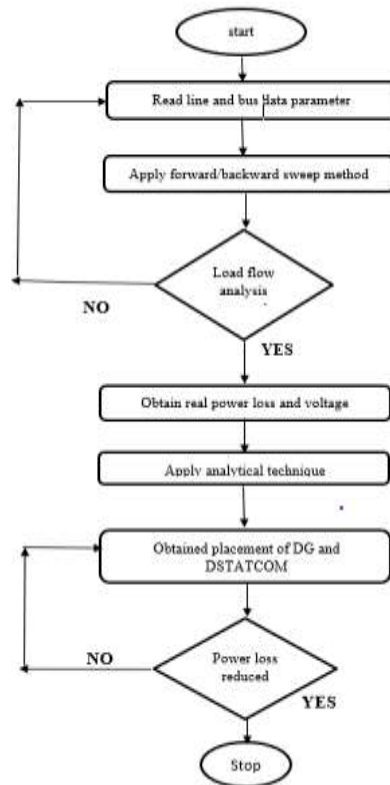 start
Read line and bus data parameter
Apply forward/backward sweep method
Load flow
analysis
NO
YES
Obtain real power loss and voltage
Apply analytical technique
Obtained placement of DG and
DSTATCOM
NO
Power loss
reduced
YES
Stop